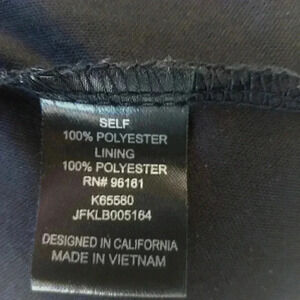 SELF
100% POLYESTER
LINING
100% POLYESTER
RN# 96161
K65580
JFKLB005164
DESIGNED IN CALIFORNIA
MADE IN VIETNAM